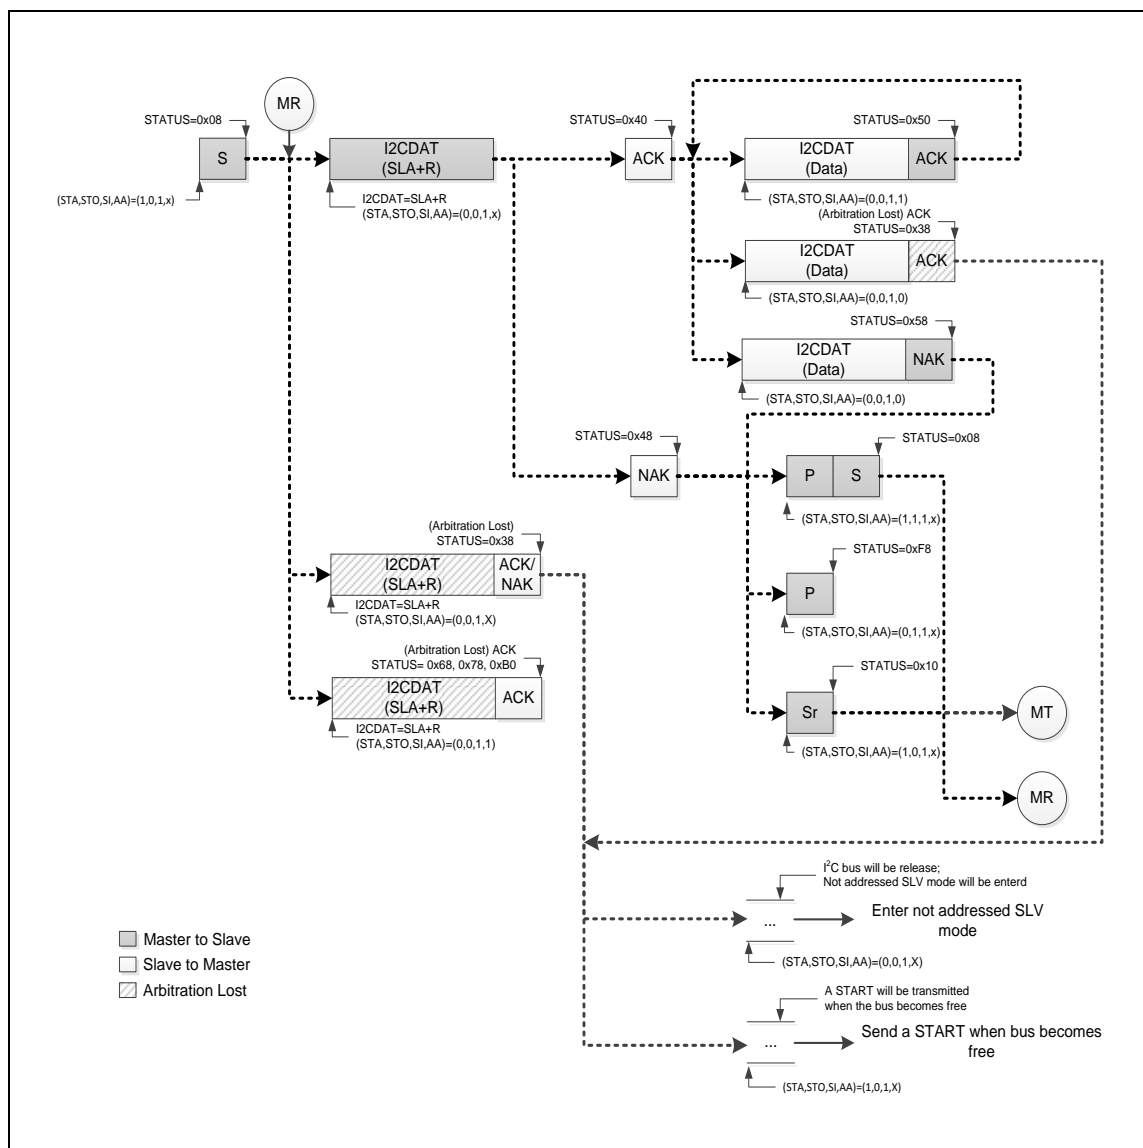 MR
STATUS=0x08
STATUS=0x40
STATUS=0x50
S
I2CDAT
(SLA+R)
ACK
I2CDAT
(Data)
ACK
(STA,STO,SI,AA)=(1,0,1,x)
I2CDAT=SLA+R
(STA,STO,SI,AA)=(0,0,1,x)
(STA,STO,SI,AA)=(0,0,1,1)
(Arbitration Lost) ACK
STATUS=0x38
I2CDAT
(Data)
ACK
(STA,STO,SI,AA)=(0,0,1,0)
STATUS=0x58
I2CDAT
(Data)
NAK
(STA,STO,SI,AA)=(0,0,1,0)
STATUS=0x48
STATUS=0x08
NAK
P
S
(STA,STO,SI,AA)=(1,1,1,x)
(Arbitration Lost)
STATUS=0x38
I2CDAT
(SLA+R)
ACK/
NAK
I2CDAT=SLA+R
(STA,STO,SI,AA)=(0,0,1,X)
STATUS=0xF8
P
(STA,STO,SI,AA)=(0,1,1,x)
(Arbitration Lost) ACK
STATUS= 0x68, 0x78, 0xB0
I2CDAT
(SLA+R)
ACK
I2CDAT=SLA+R
(STA,STO,SI,AA)=(0,0,1,1)
STATUS=0x10
Sr
MT
(STA,STO,SI,AA)=(1,0,1,x)
MR
I2C bus will be release;
Not addressed SLV mode will be enterd
...
Enter not addressed SLV
mode
(STA,STO,SI,AA)=(0,0,1,X)
Master to Slave
Slave to Master
Arbitration Lost
A START will be transmitted
when the bus becomes free
...
Send a START when bus becomes
free
(STA,STO,SI,AA)=(1,0,1,X)